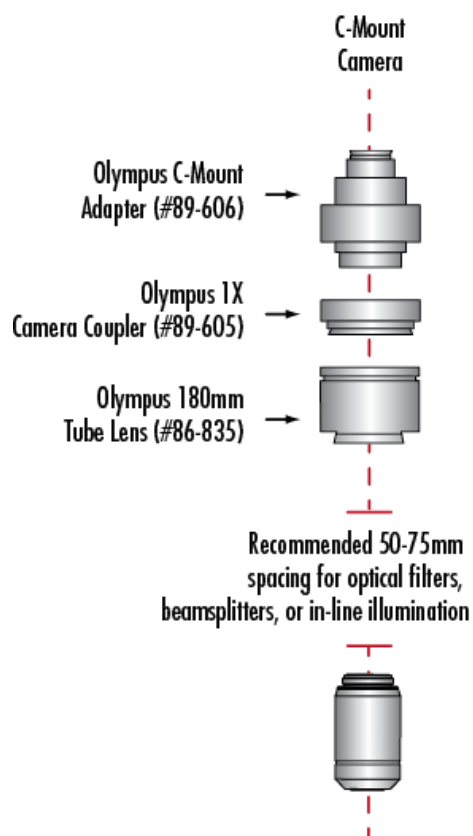 C-Mount
Camera
Olympus C-Mount
Adapter (#89-606)
Olympus 1X
Camera Coupler (#89-605)
Olympus 180mm
Tube Lens (#86-835)
Recommended 50-75mm
spacing for optical filters,
beamsplitters, or in-line illumination